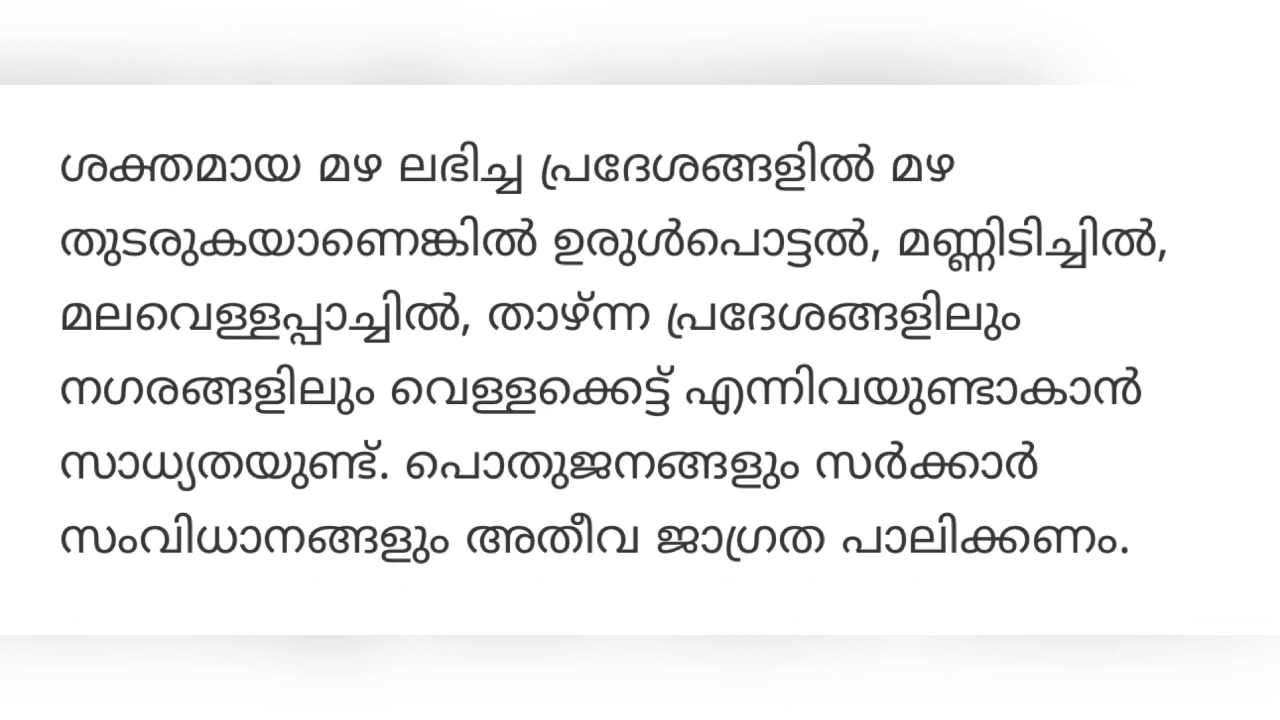 ശക്തമായ മഴ ലഭിച്ച പ്രദേശങ്ങളിൽ മഴ
തുടരുകയാണെങ്കിൽ ഉരുൾപൊട്ടൽ, മണ്ണിടിച്ചിൽ,
മലവെള്ളപ്പാച്ചിൽ, താഴ്ന്ന പ്രദേശങ്ങളിലും
നഗരങ്ങളിലും വെള്ളക്കെട്ട് എന്നിവയുണ്ടാകാൻ
സാധ്യതയുണ്ട്. പൊതുജനങ്ങളും സർക്കാർ
സംവിധാനങ്ങളും അതീവ ജാഗ്രത പാലിക്കണം.